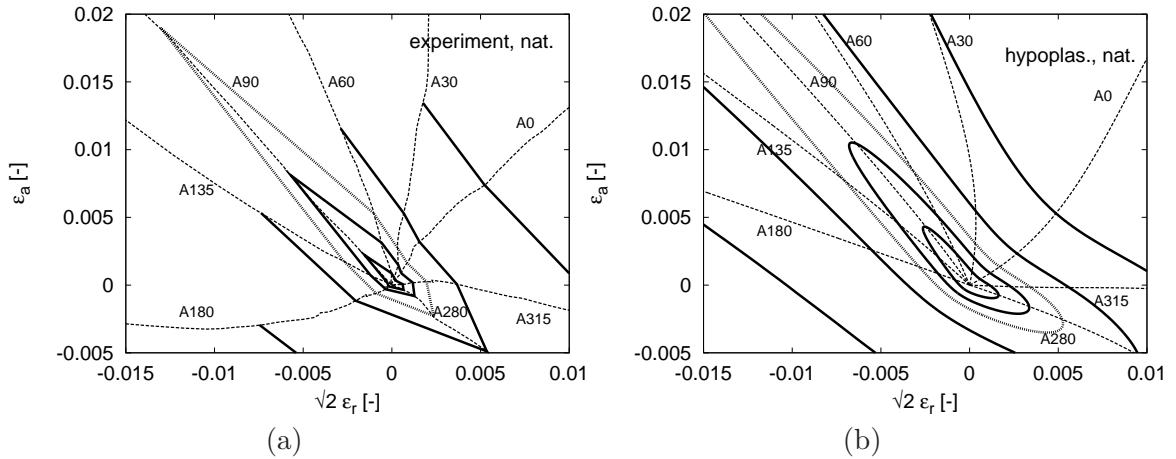 0.02
0.015
0.01
0.005
0
-0.005
-0.015
-0.01
-0.005
0
0.005
0.01
εa [-]
√2 εr [-]
experiment, nat.
A90
A60
A30
A0
A135
A180
A280
A315
(a)
0.02
0.015
0.01
0.005
0
-0.005
-0.015
-0.01
-0.005
0
0.005
0.01
εa [-]
√2 εr [-]
hypoplas., nat.
A60
A30
A90
A0
A135
A180
A315
A280
(b)